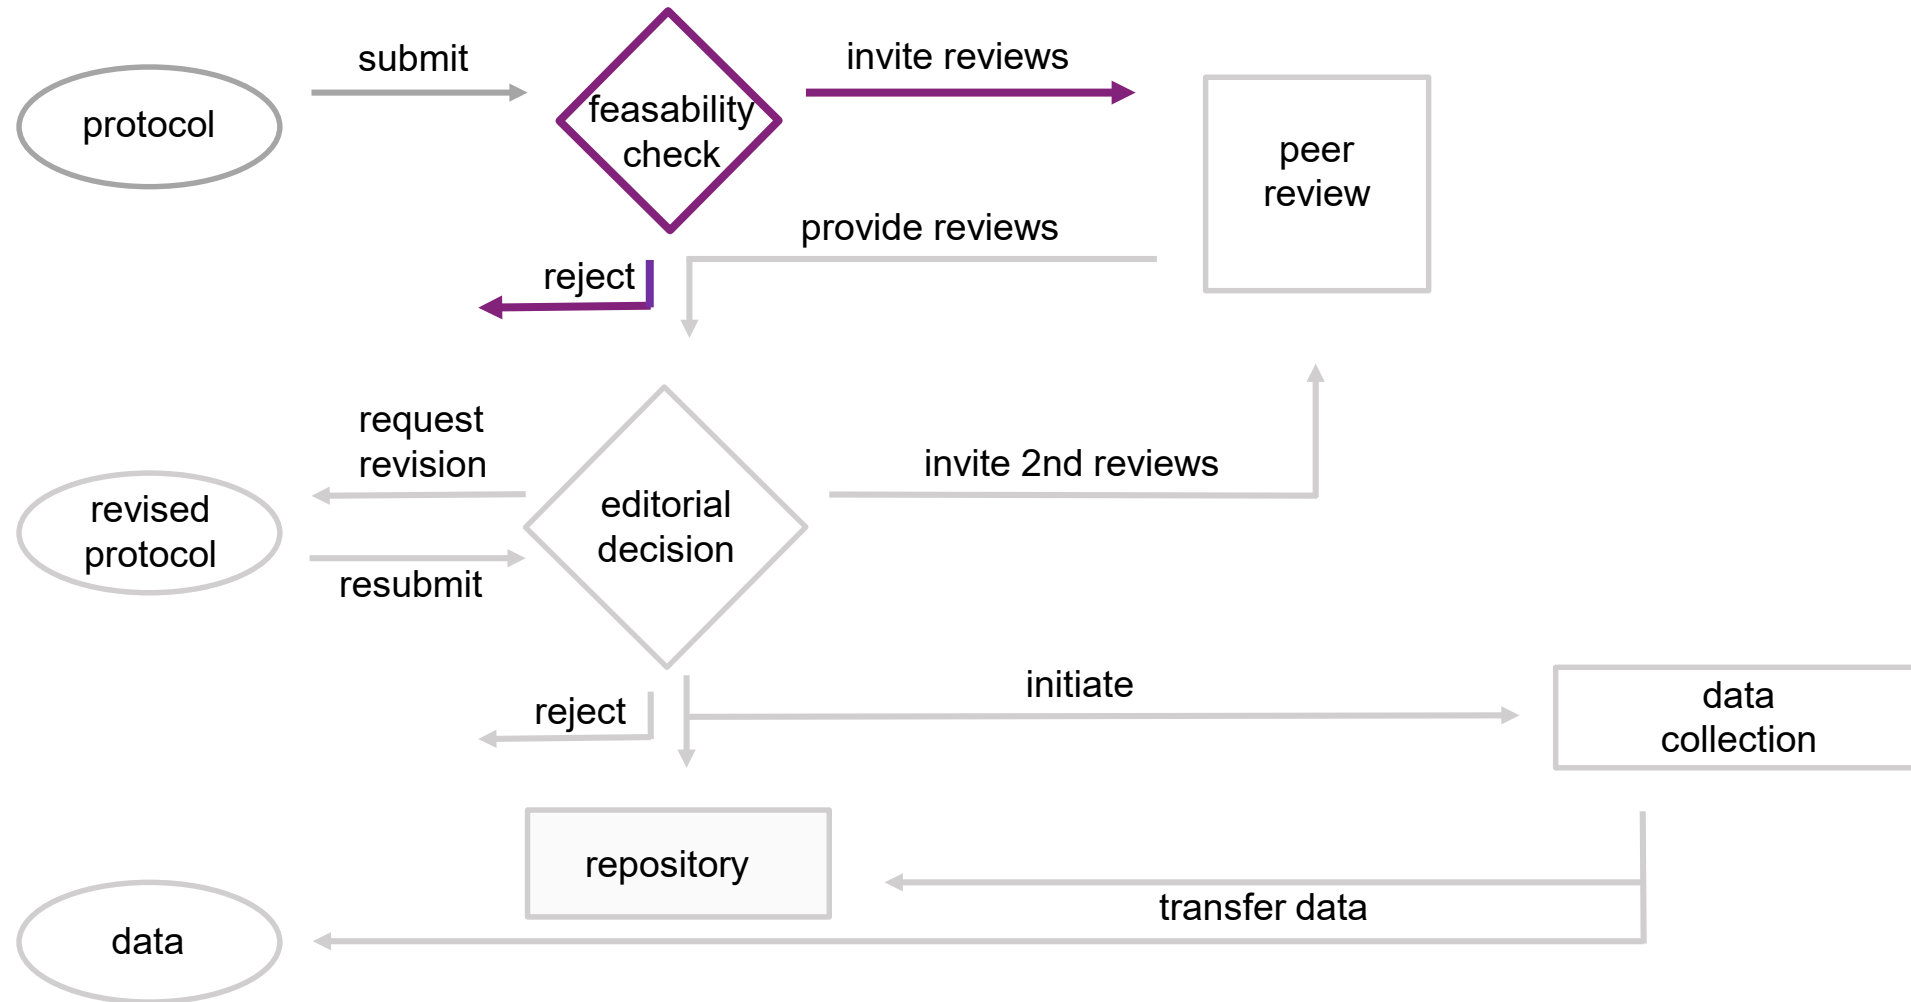 submit
invite reviews
protocol
feasability
check
peer
review
provide reviews
reject
request
revision
invite 2nd reviews
revised
protocol
editorial
decision
resubmit
initiate
reject
data
collection
repository
transfer data
data